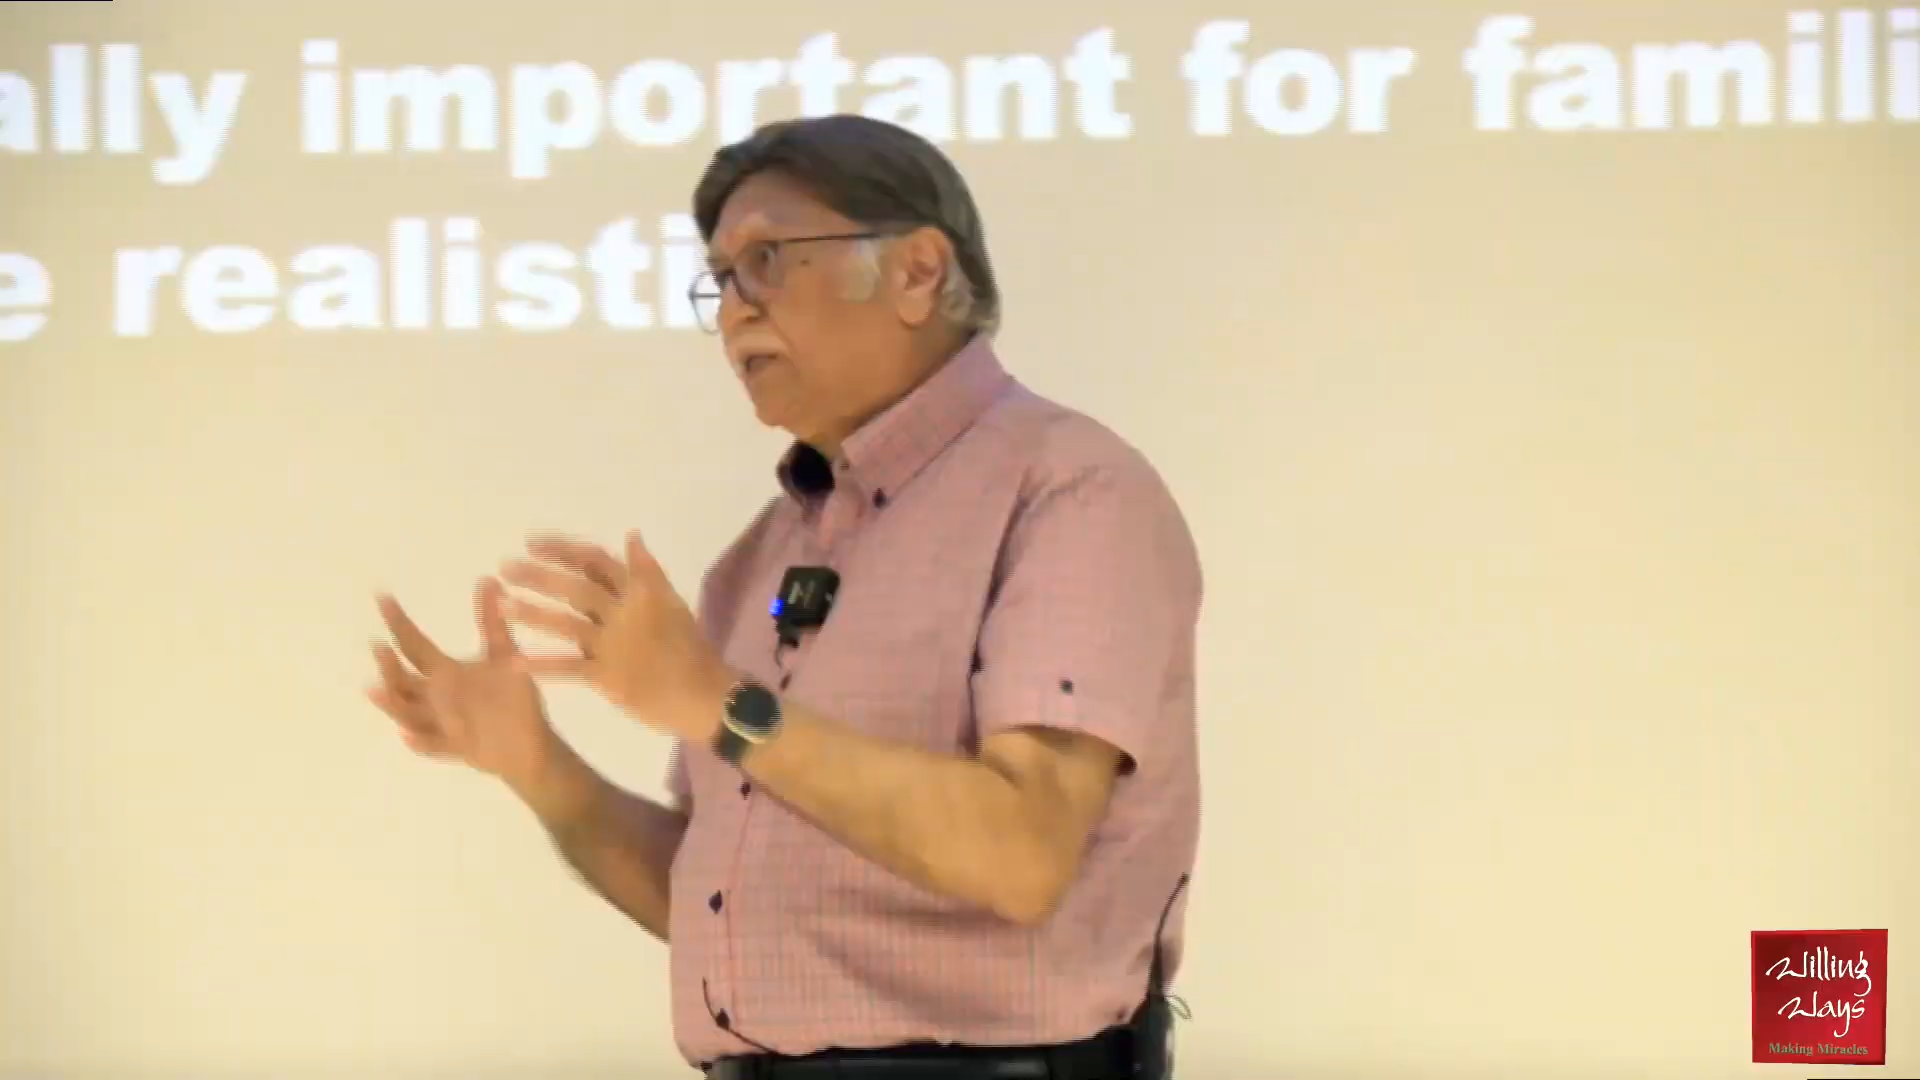 ally important for famili
e realisti
N
Willing
Ways
Making Miracles